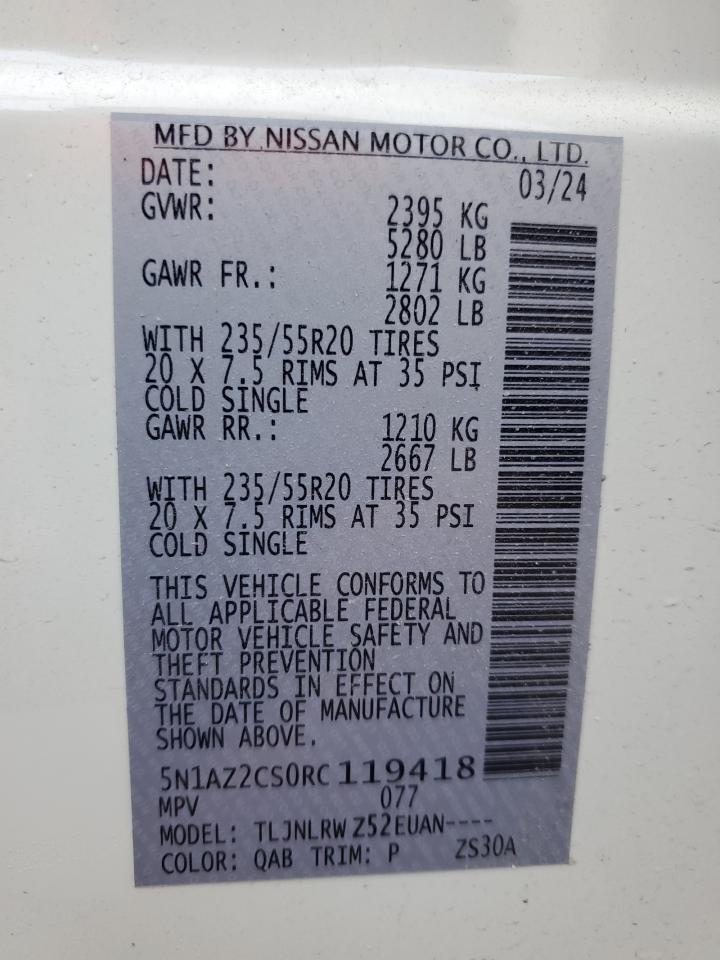 MFD BY NISSAN MOTOR CO., LTD.
DATE: 03/24
GVWR: 2395 KG
5280 LB
GAWR FR.: 1271 KG
2802 LB
WITH 235/55R20 TIRES
20 X 7.5 RIMS AT 35 PSI
COLD SINGLE
GAWR RR.: 1210 KG
2667 LB
WITH 235/55R20 TIRES
20 X 7.5 RIMS AT 35 PSI
COLD SINGLE
THIS VEHICLE CONFORMS TO
ALL APPLICABLE FEDERAL
MOTOR VEHICLE SAFETY AND
THEFT PREVENTION
STANDARDS IN EFFECT ON
THE DATE OF MANUFACTURE
SHOWN ABOVE.
5N1AZ2CS0RC119418
MPV 077
MODEL: TLJNLRW Z52EUAN----
COLOR: QAB TRIM: P ZS30A